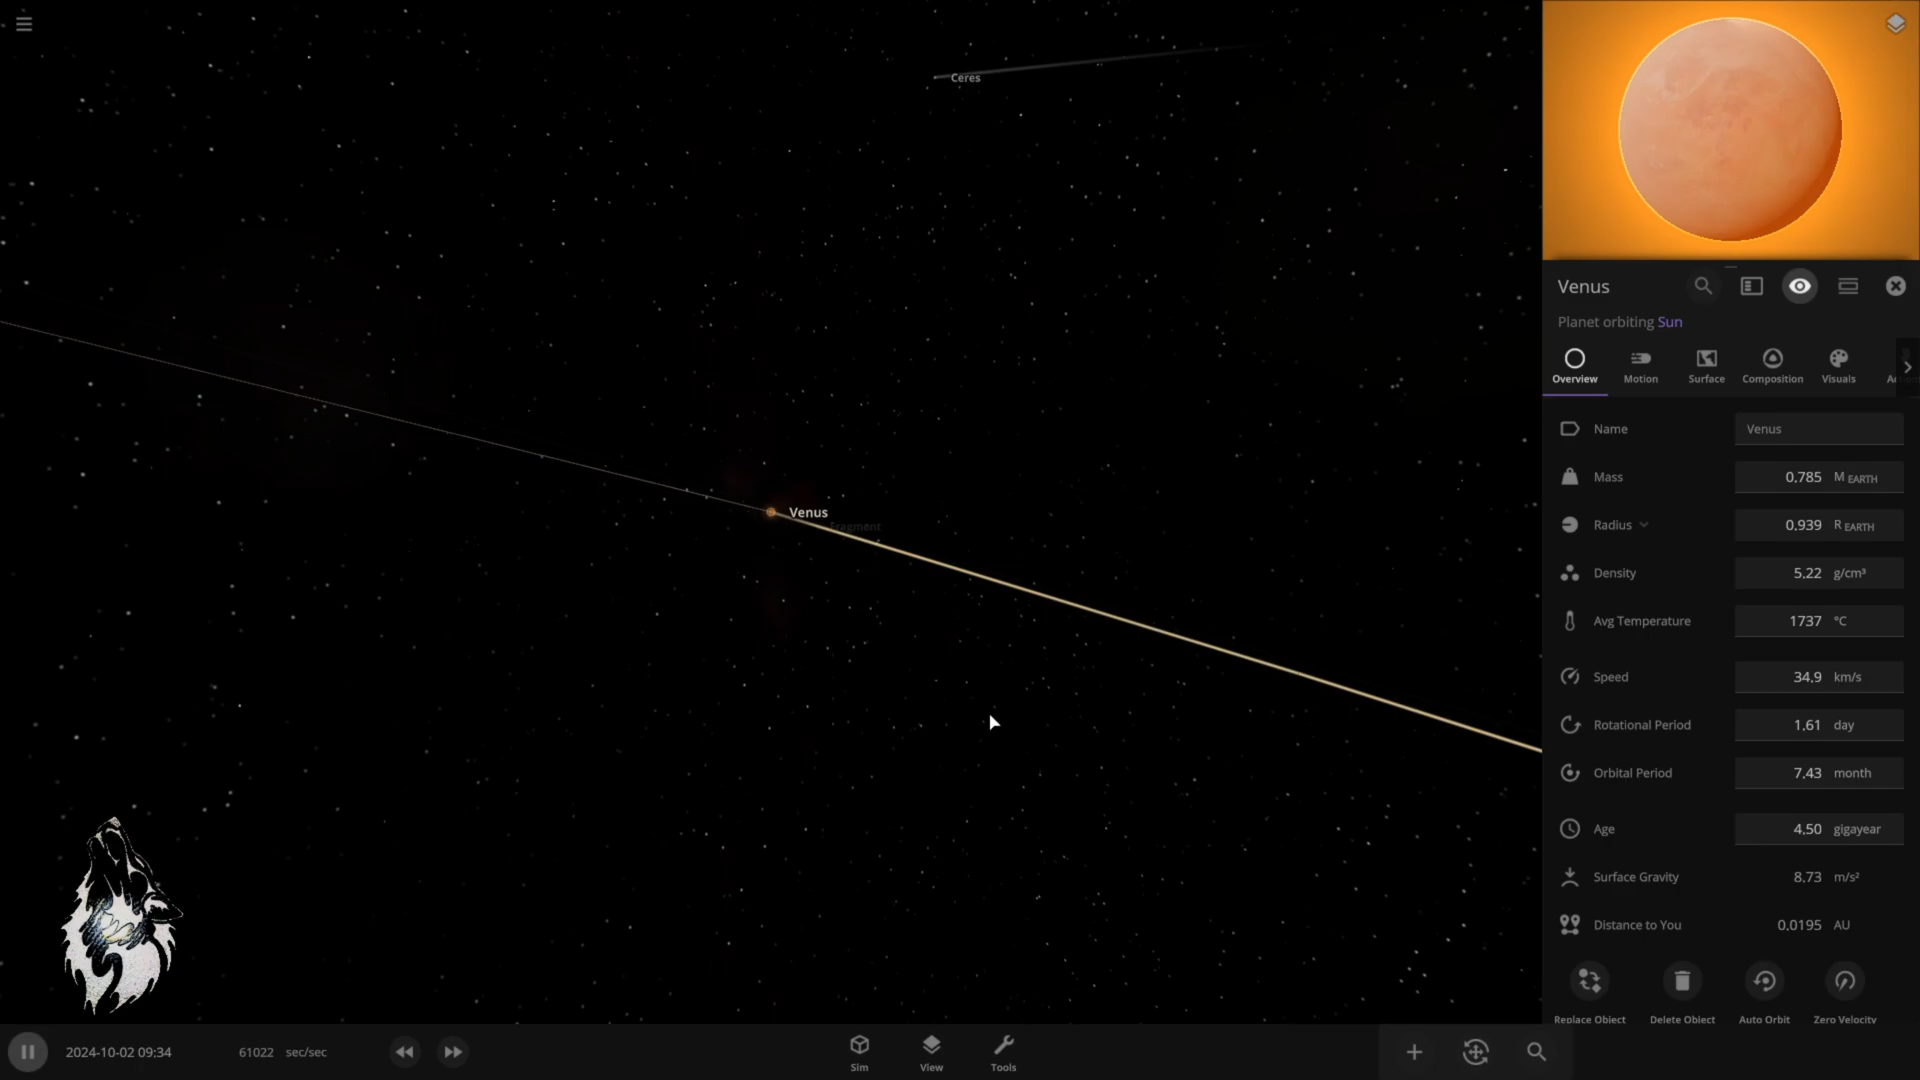 Ceres
Venus
Fragment
Venus
Planet orbiting Sun
Overview
Motion
Surface
Composition
Visuals
Name Venus
Mass 0.785 M EARTH
Radius 0.939 R EARTH
Density 5.22 g/cm³
Avg Temperature 1737 °C
Speed 34.9 km/s
Rotational Period 1.61 day
Orbital Period 7.43 month
Age 4.50 gigayear
Surface Gravity 8.73 m/s²
Distance to You 0.0195 AU
Replace Object
Delete Object
Auto Orbit
Zero Velocity
2024-10-02 09:34
61022 sec/sec
Sim
View
Tools